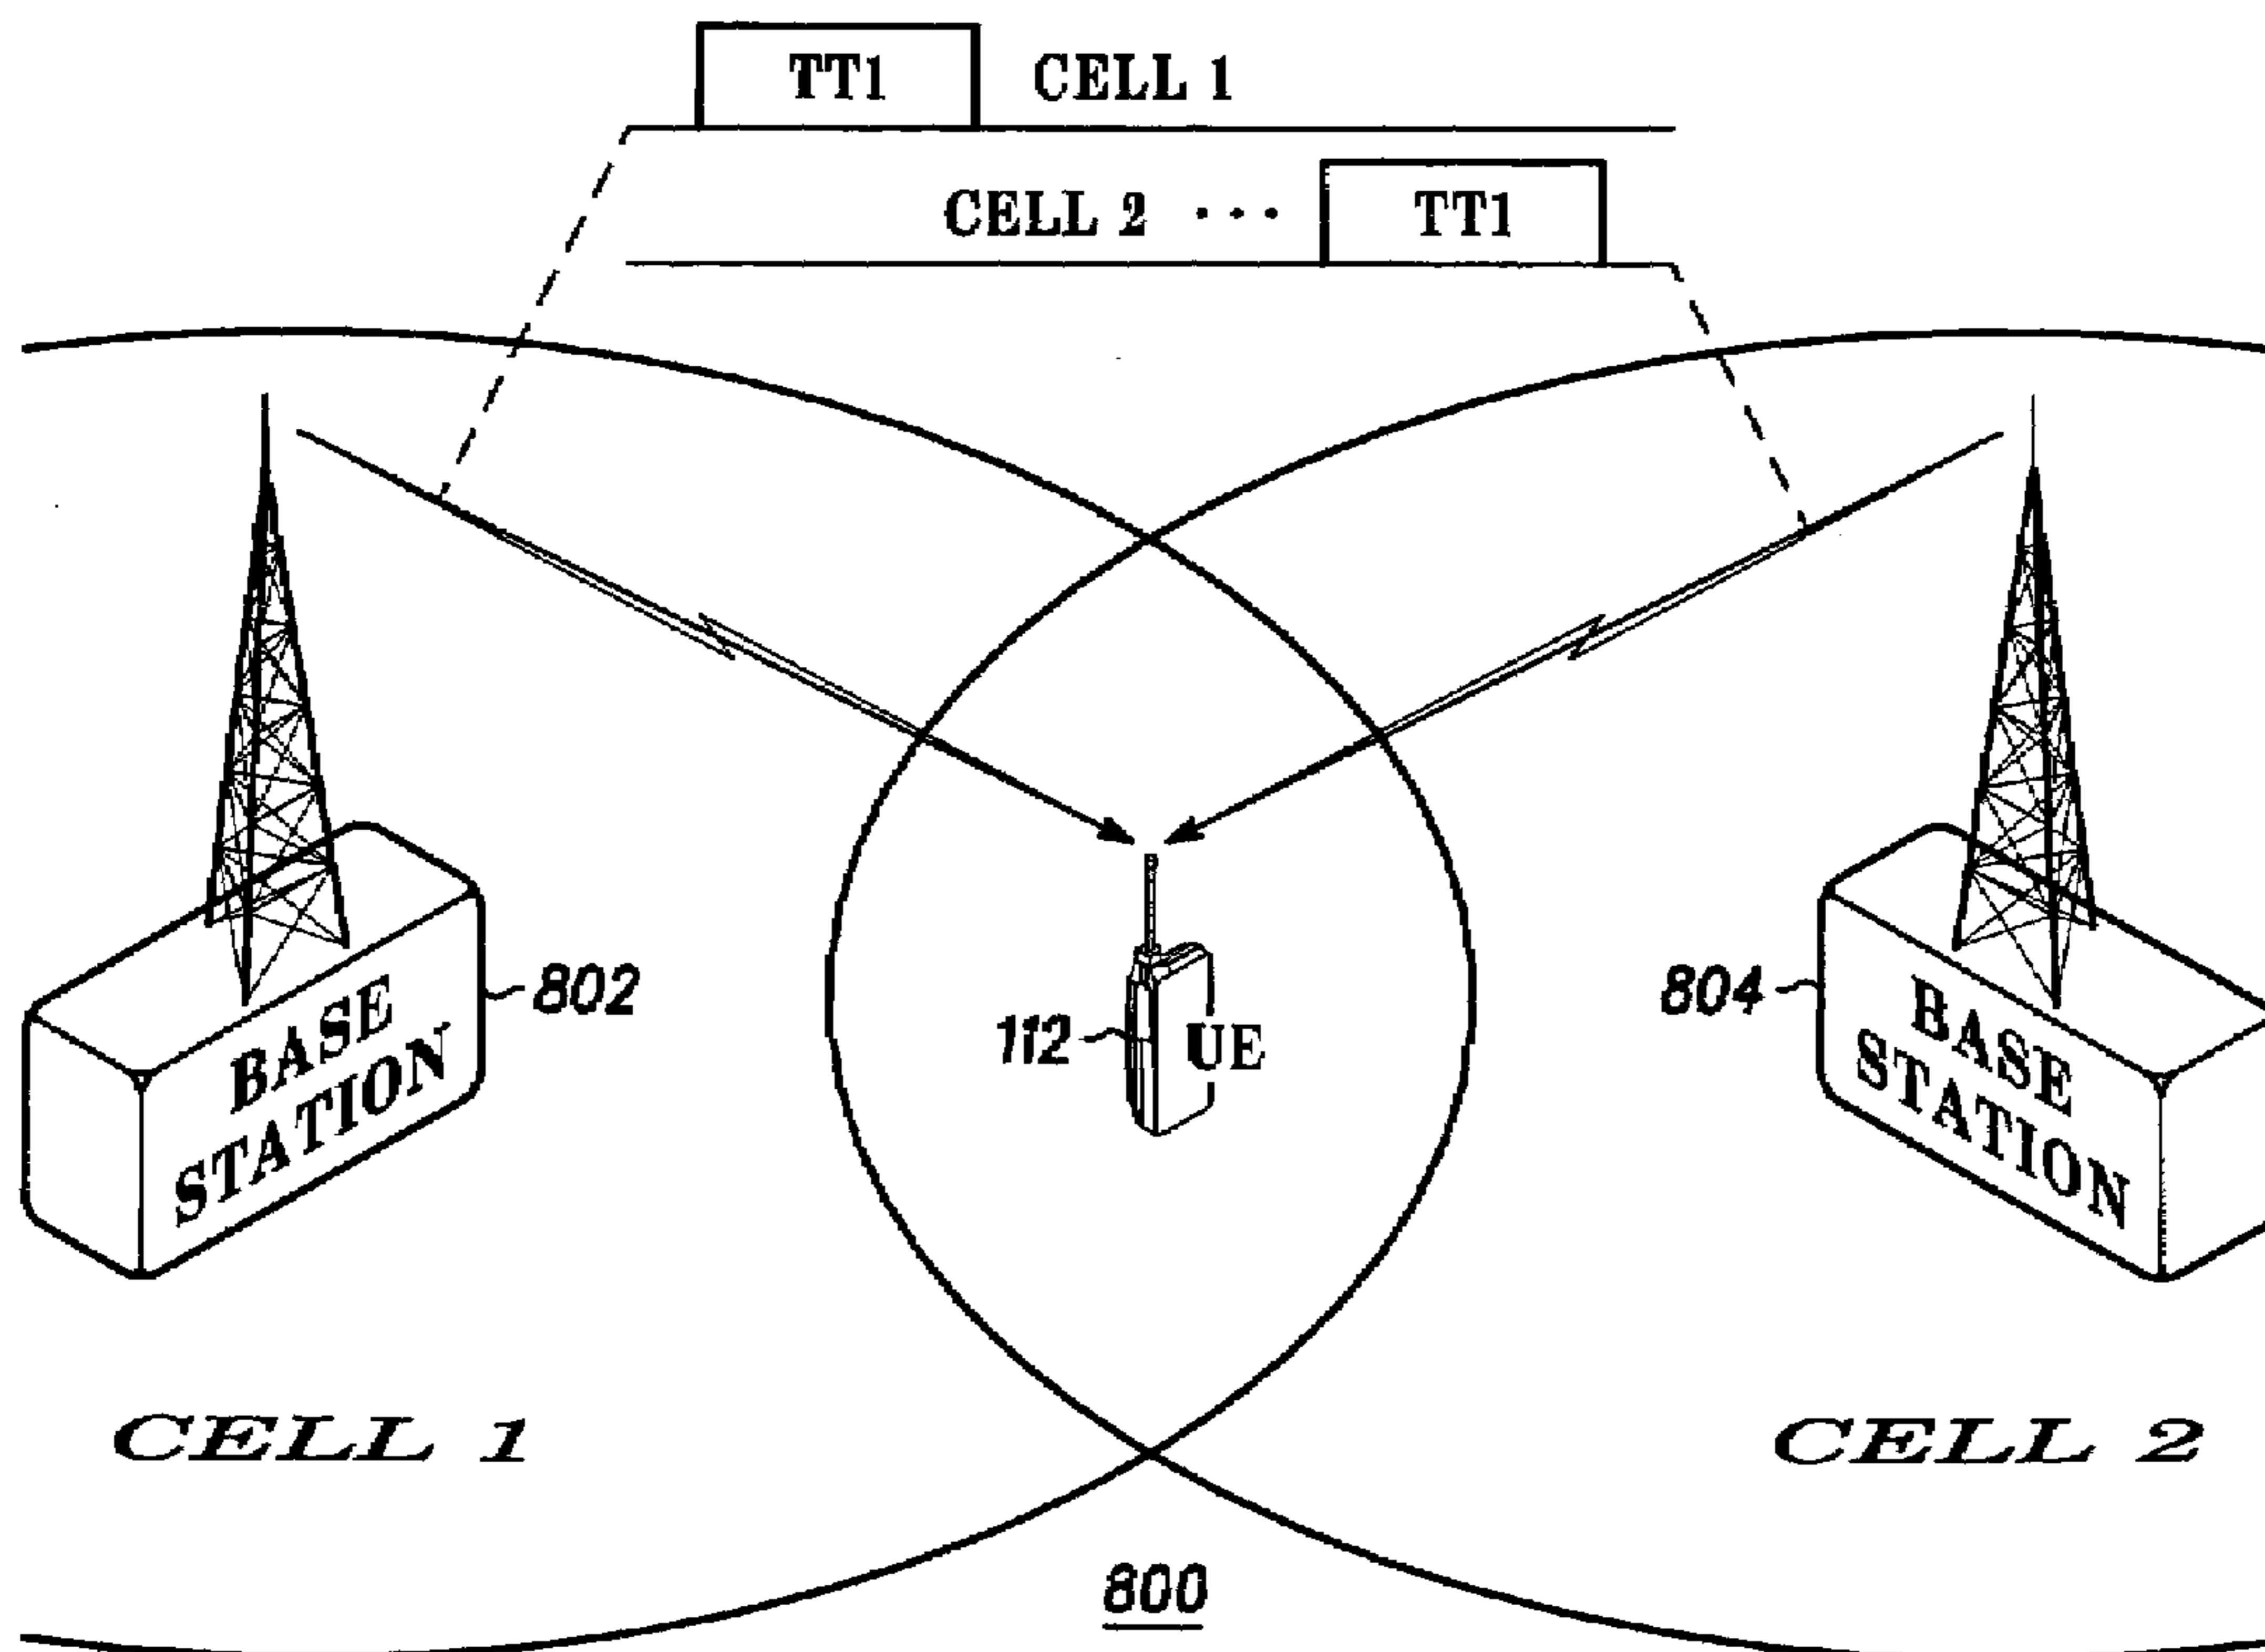 TT1 CELL 1
CELL 2 ... TT1
802
BASE
STATION
112
UE
804
BASE
STATION
CELL 1
CELL 2
800